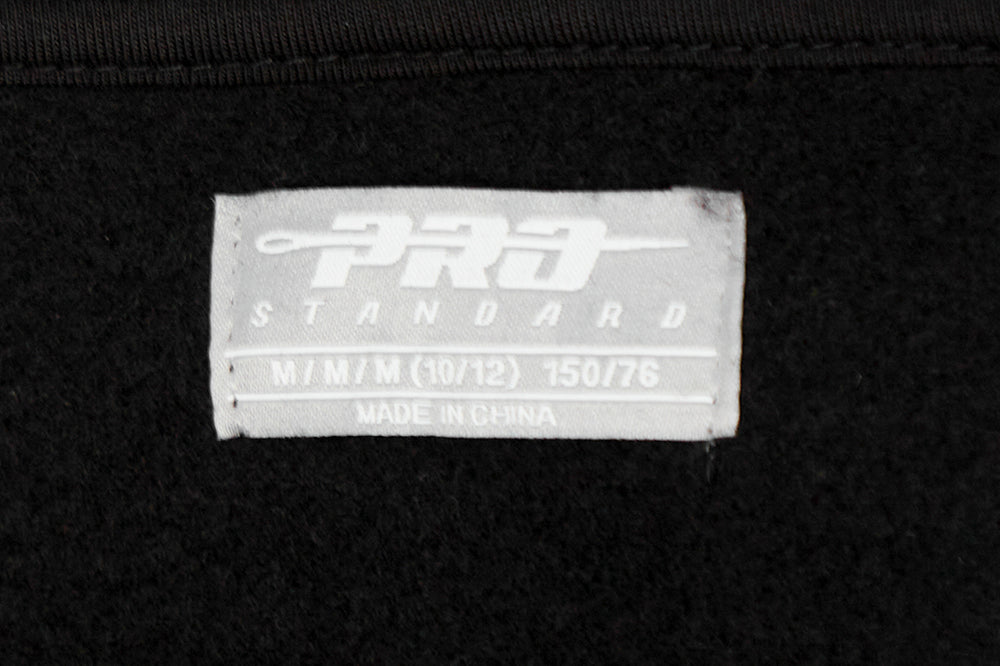 PRO
STANDARD
M/M/M (10/12) 150/76
MADE IN CHINA